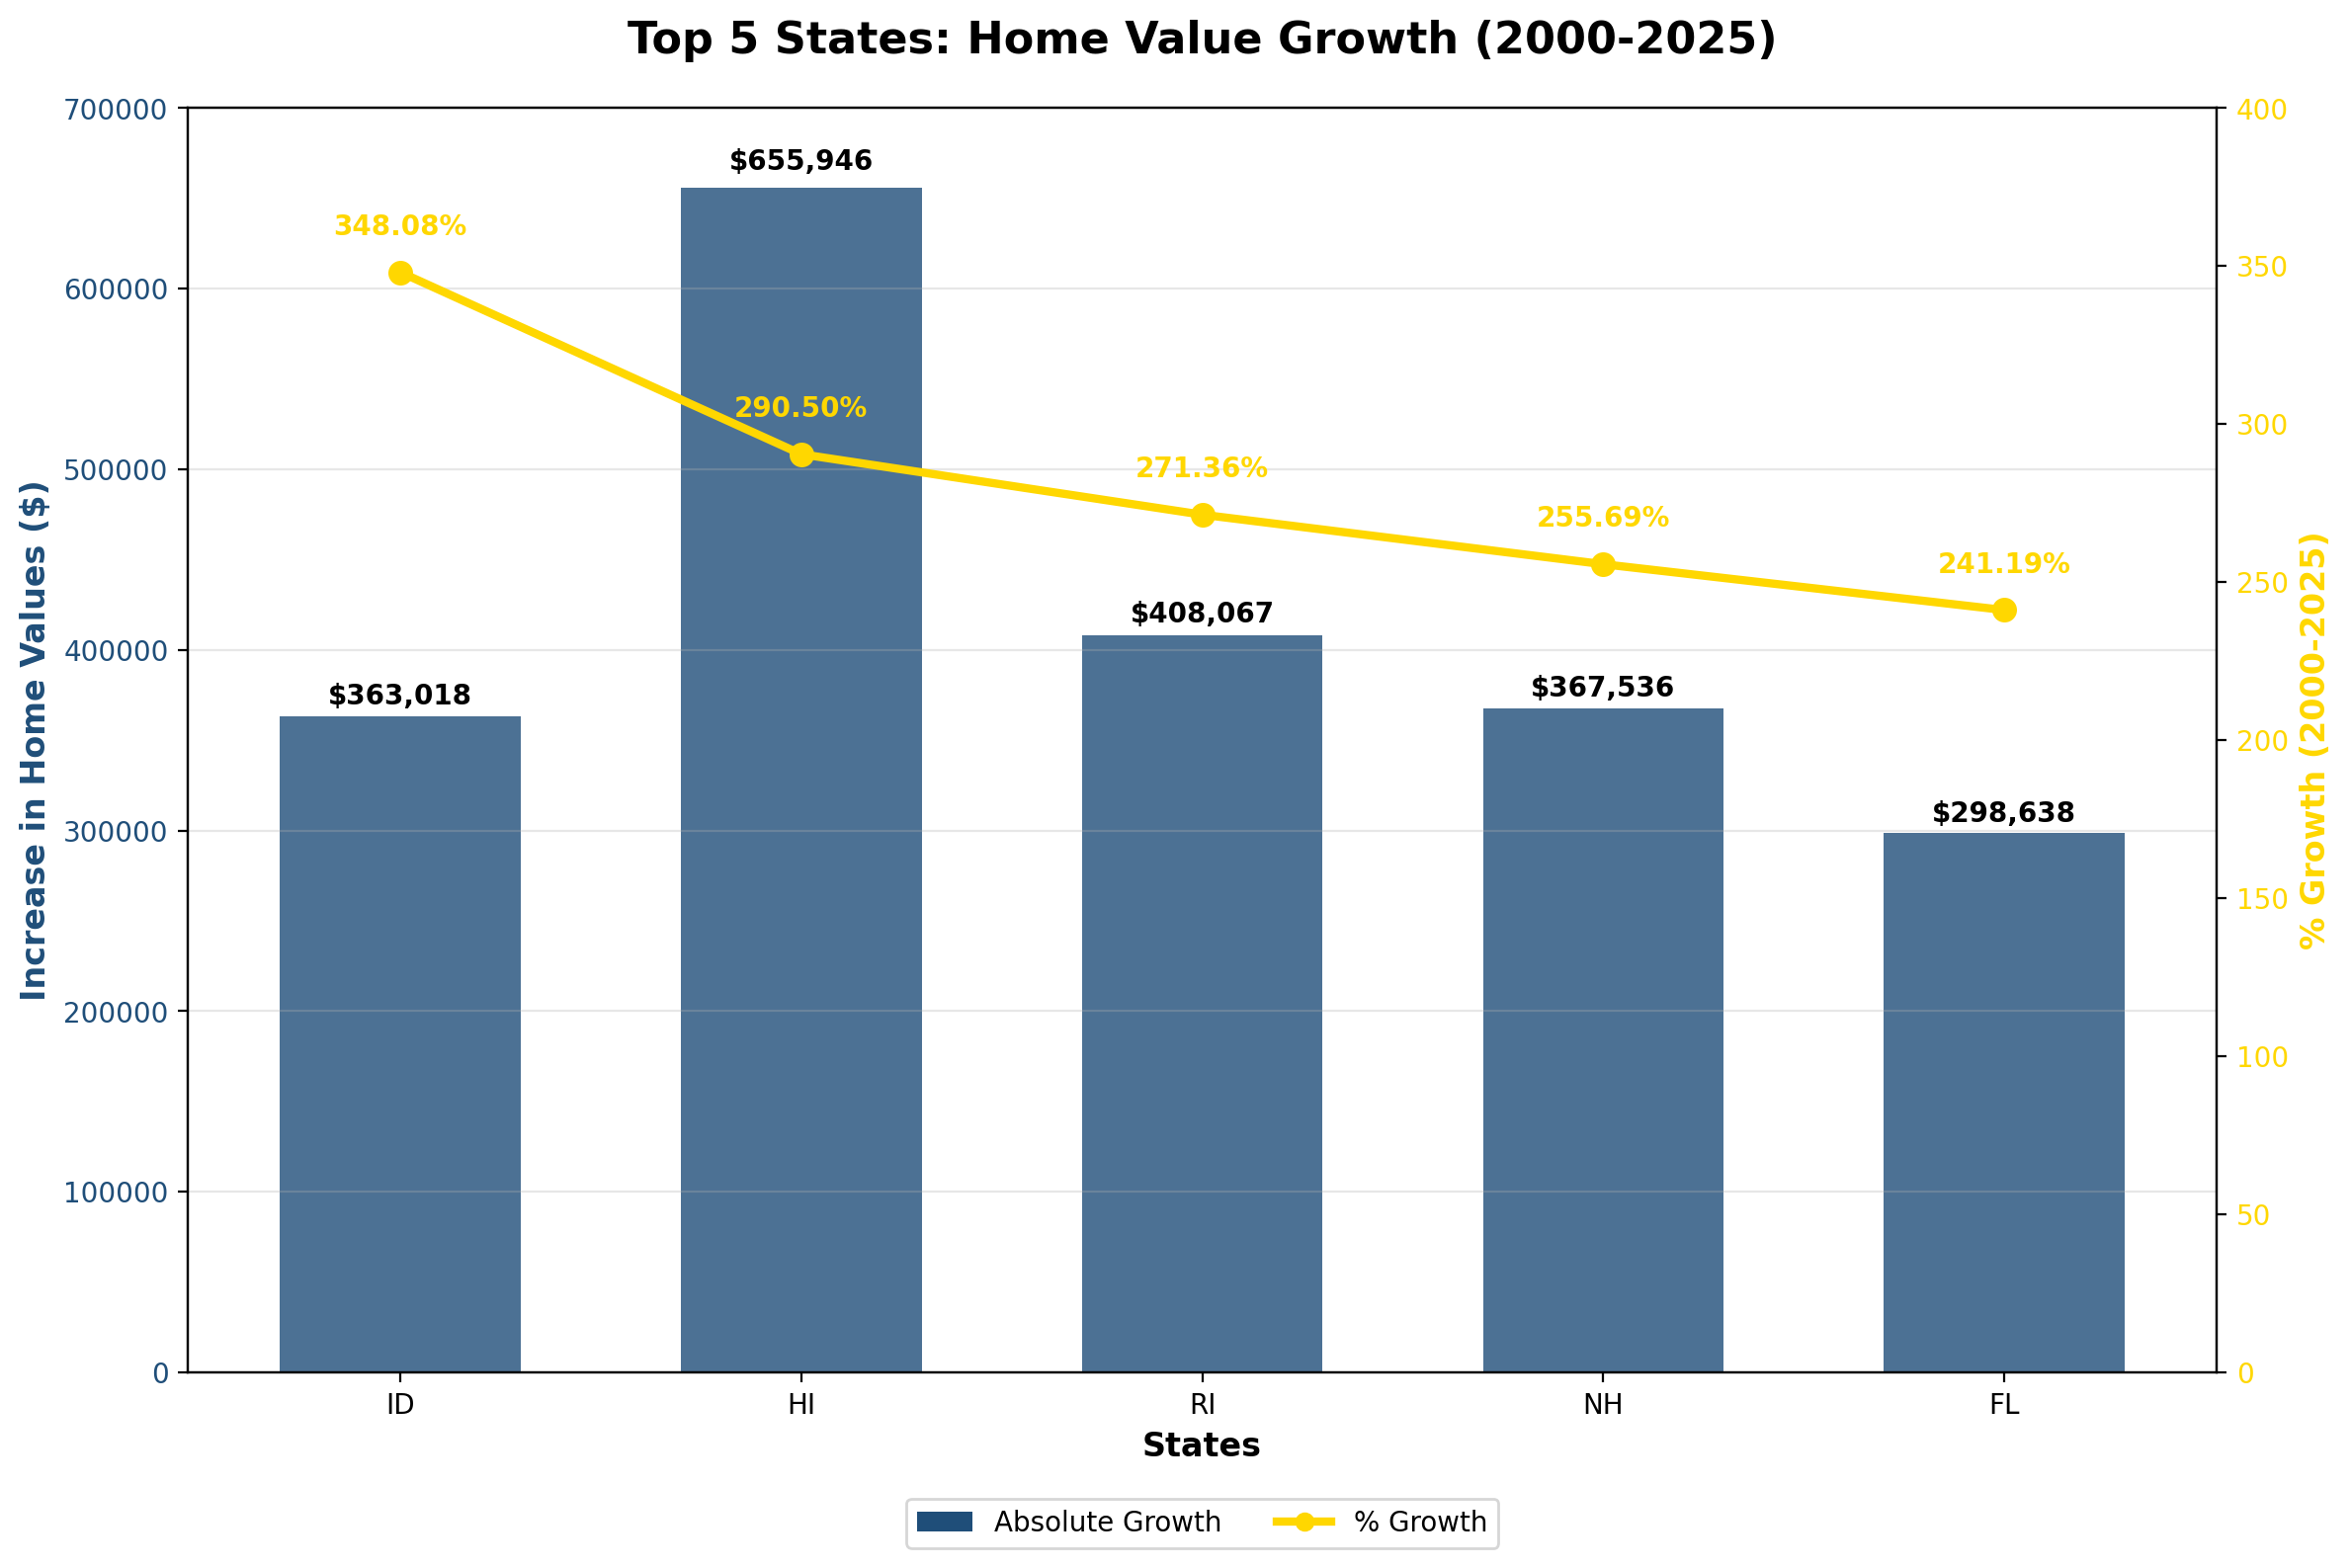 Top 5 States: Home Value Growth (2000-2025)
Increase in Home Values ($)
700000
600000
500000
400000
300000
200000
100000
0
$363,018
$655,946
$408,067
$367,536
$298,638
348.08%
290.50%
271.36%
255.69%
241.19%
400
350
300
250
200
150
100
50
0
% Growth (2000-2025)
ID
HI
RI
NH
FL
States
Absolute Growth
% Growth